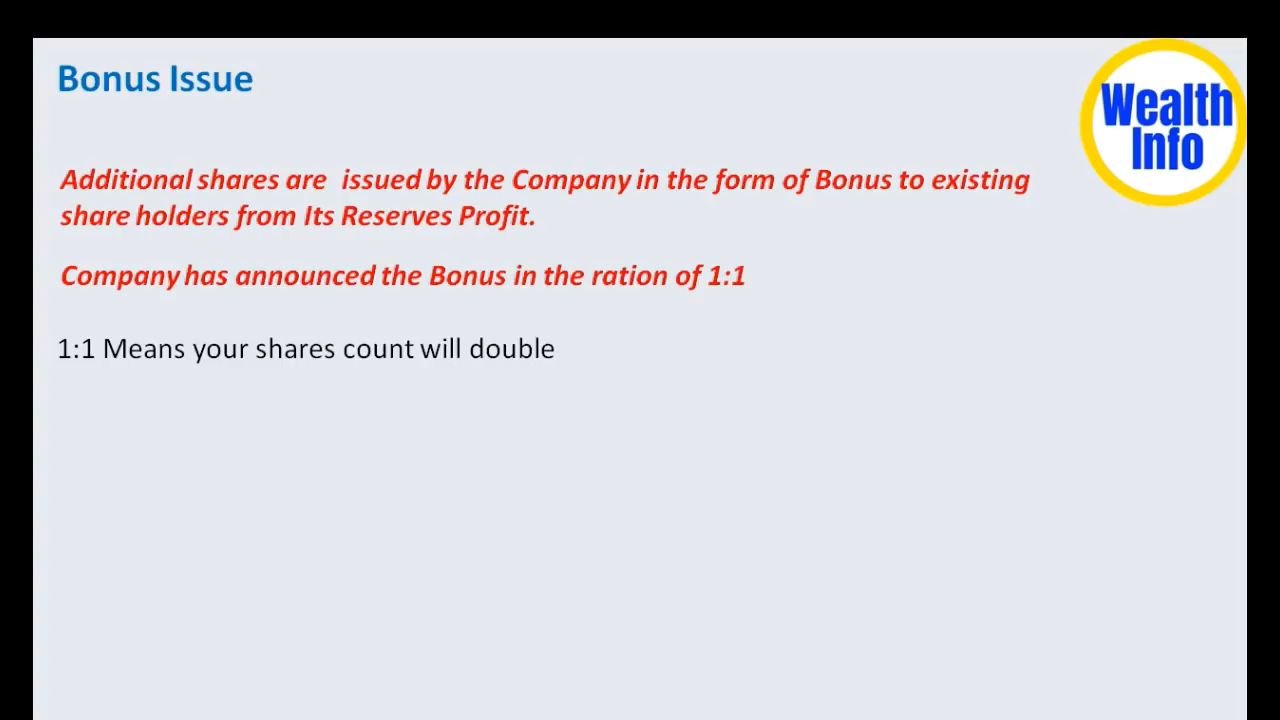 Bonus Issue
Wealth
Info
Additional shares are issued by the Company in the form of Bonus to existing
share holders from Its Reserves Profit.
Company has announced the Bonus in the ration of 1:1
1:1 Means your shares count will double